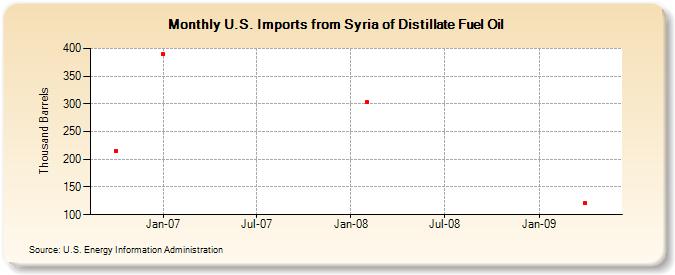 Monthly U.S. Imports from Syria of Distillate Fuel Oil
Thousand Barrels
400
350
300
250
200
150
100
Jan-07 Jul-07 Jan-08 Jul-08 Jan-09
Source: U.S. Energy Information Administration